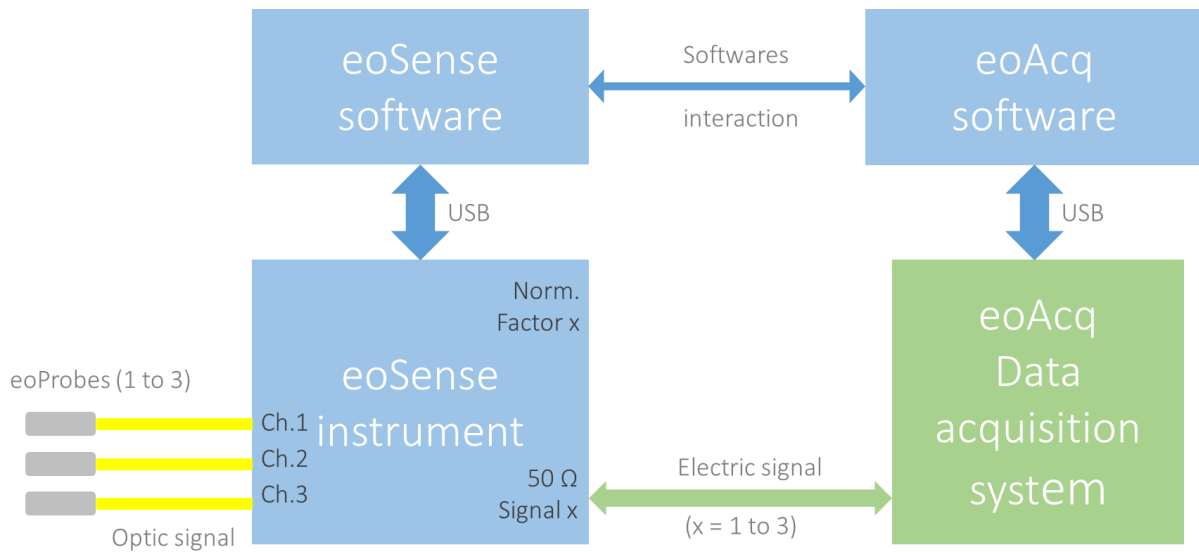 eoSense
software
Softwares
interaction
eoAcq
software
USB
USB
Norm.
Factor x
eoSense
instrument
eoProbes (1 to 3)
Ch.1
Ch.2
Ch.3
Optic signal
50 Ω
Signal x
Electric signal
(x = 1 to 3)
eoAcq
Data
acquisition
system